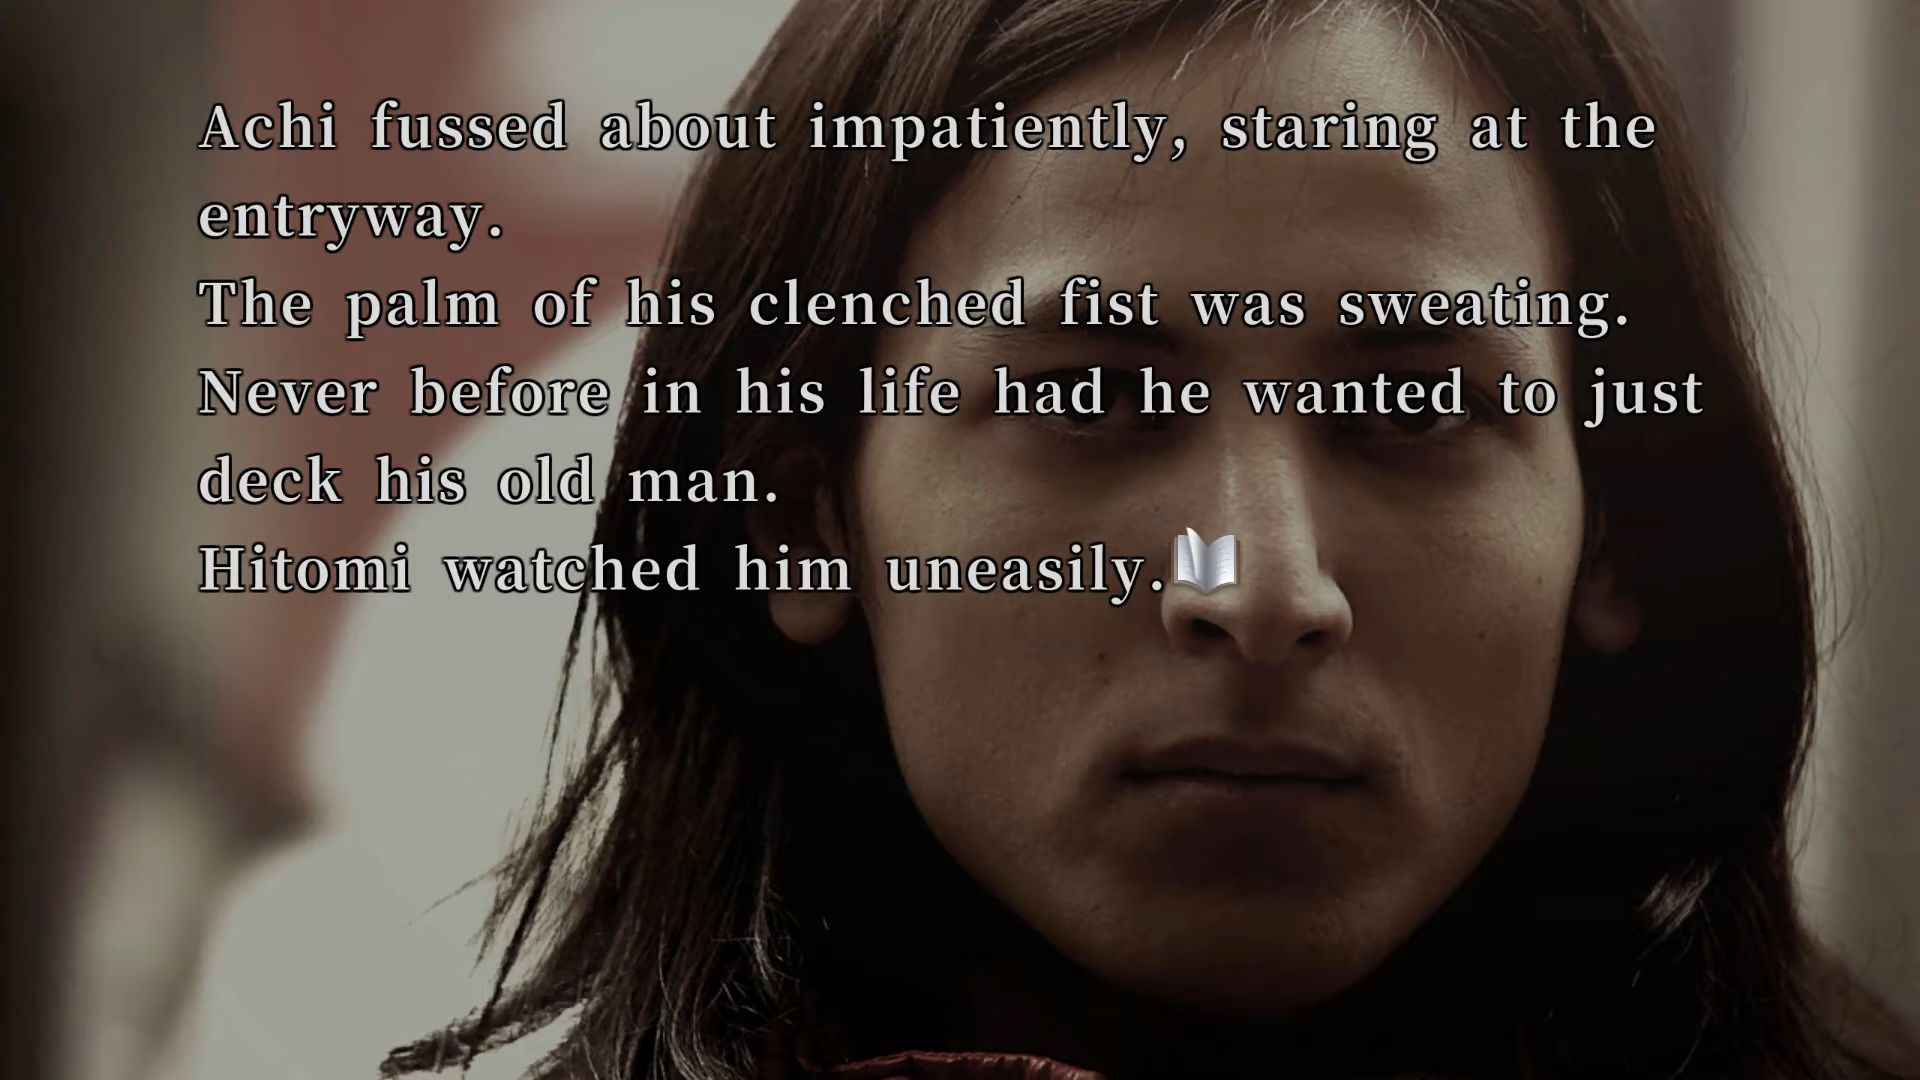 Achi fussed about impatiently, staring at the
entryway.
The palm of his clenched fist was sweating.
Never before in his life had he wanted to just
deck his old man.
Hitomi watched him uneasily.